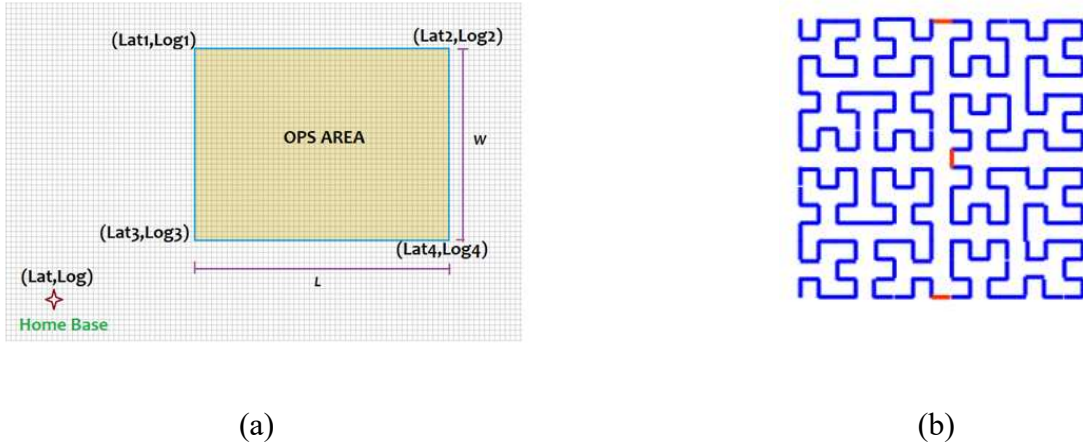 (Lat1,Log1)
(Lat2,Log2)
OPS AREA
W
(Lat3,Log3)
(Lat4,Log4)
L
(Lat,Log)
Home Base
(a)
(b)